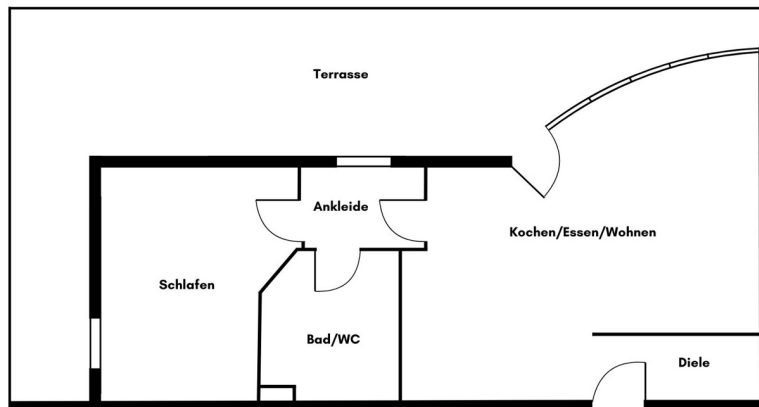 Terrasse
Ankleide
Kochen/Essen/Wohnen
Schlafen
Bad/WC
Diele